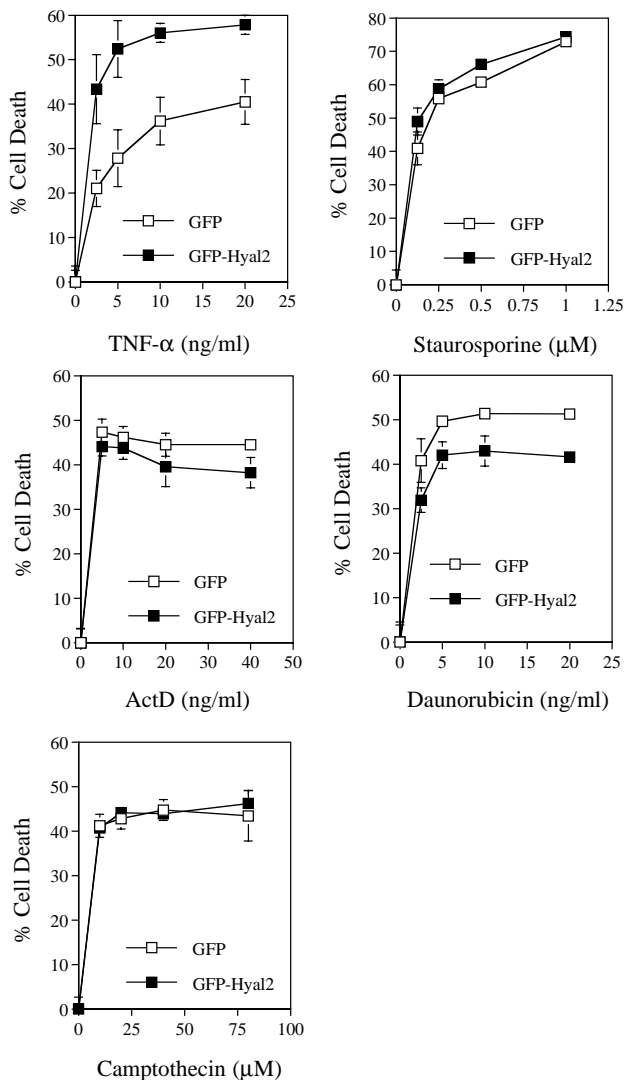 % Cell Death
60
50
40
30
20
10
0
GFP
GFP-Hyal2
0 5 10 15 20 25
TNF-α (ng/ml)
% Cell Death
80
70
60
50
40
30
20
10
0
GFP
GFP-Hyal2
0 0.25 0.5 0.75 1 1.25
Staurosporine (μM)
% Cell Death
60
50
40
30
20
10
0
GFP
GFP-Hyal2
0 10 20 30 40 50
ActD (ng/ml)
% Cell Death
60
50
40
30
20
10
0
GFP
GFP-Hyal2
0 5 10 15 20 25
Daunorubicin (ng/ml)
% Cell Death
60
50
40
30
20
10
0
GFP
GFP-Hyal2
0 25 50 75 100
Camptothecin (μM)